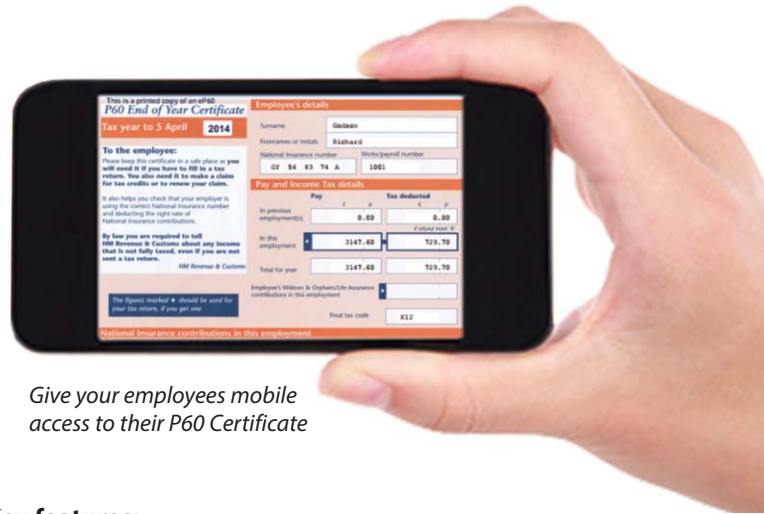 This is a printed copy of an eP60
P60 End of Year Certificate
Tax year to 5 April 2014
To the employee:
Please keep this certificate in a safe place as you
will need it if you have to fill in a tax
return. You also need it to make a claim
for tax credits or to renew your claim.
It also helps you check that your employer is
using the correct National Insurance number
and deducting the right rate of
National Insurance contributions.
By law you are required to tell
HM Revenue & Customs about any income
that is not fully taxed, even if you are not
sent a tax return.
HM Revenue & Customs
The figures marked ★ should be used for
your tax return, if you get one
Employee's details
Surname Godson
Forenames or initials Richard
National Insurance number Works/payroll number
GY 54 83 74 A 1001
Pay and Income Tax details
Pay Tax deducted
£ p £ p
In previous
employment(s) 0.00 0.00
if refund mark 'R'
In this
employment ★ 3147.60 729.70
Total for year 3147.60 729.70
Employee's Widows & Orphans/Life Assurance
contributions in this employment
Final tax code K12
National Insurance contributions in this employment
Give your employees mobile
access to their P60 Certificate